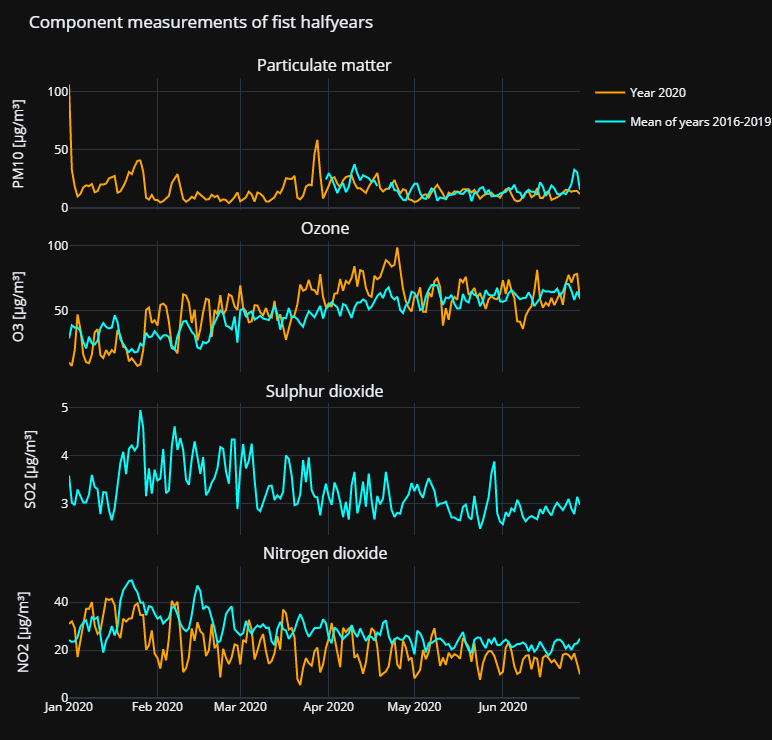 Component measurements of fist halfyears
Particulate matter
PM10 [µg/m³]
100
50
0
Year 2020
Mean of years 2016-2019
Ozone
O3 [µg/m³]
100
50
Sulphur dioxide
SO2 [µg/m³]
5
4
3
Nitrogen dioxide
NO2 [µg/m³]
40
20
0
Jan 2020 Feb 2020 Mar 2020 Apr 2020 May 2020 Jun 2020